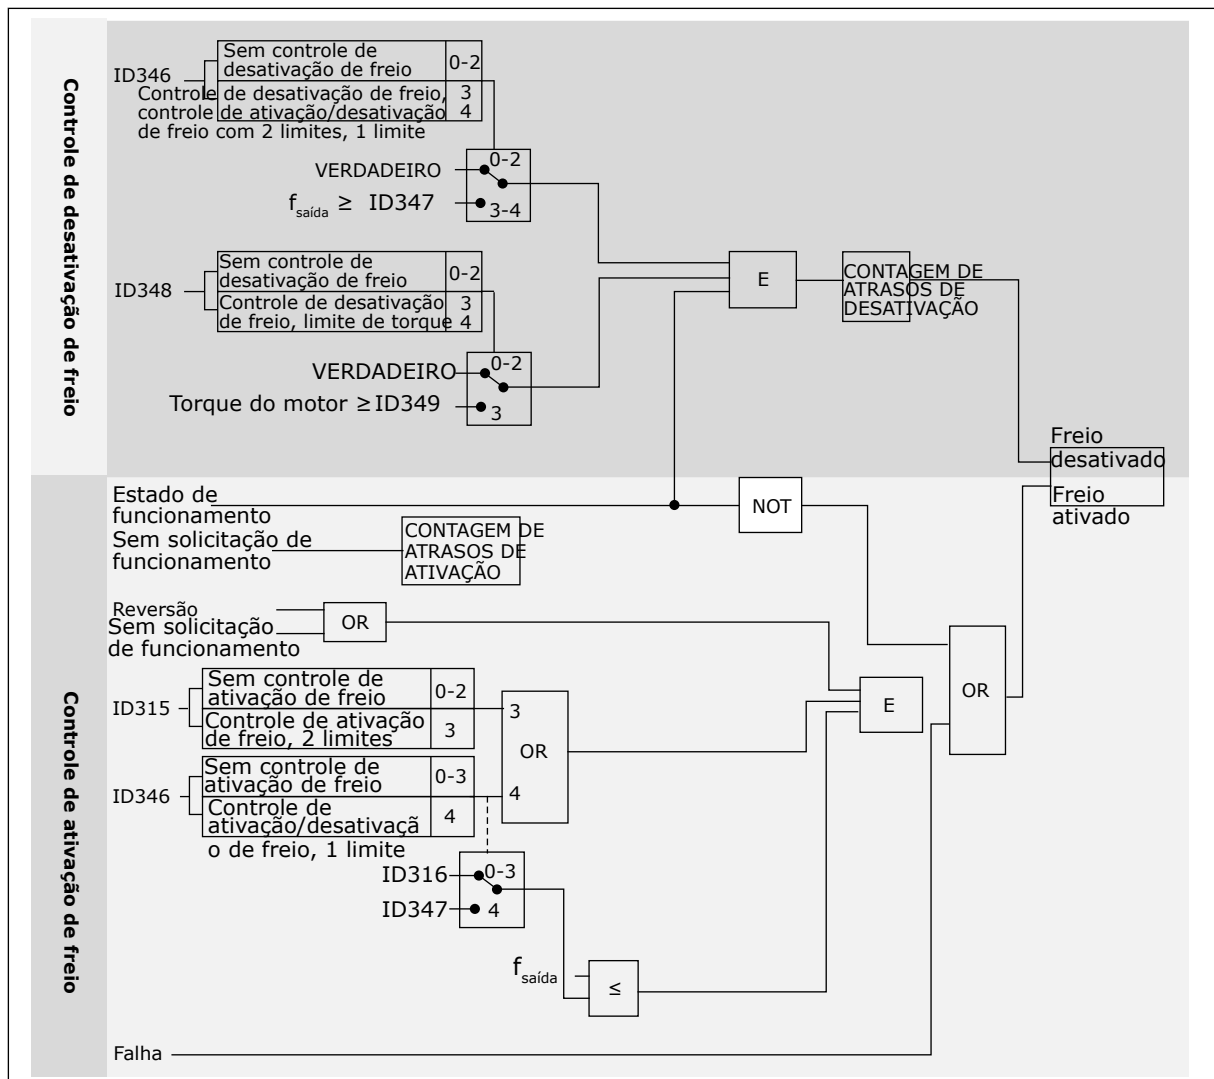 Controle de desativação de freio
ID346
Sem controle de
desativação de freio
0-2
Controle de desativação de freio,
controle de ativação/desativação
de freio com 2 limites, 1 limite
3
4
VERDADEIRO
0-2
fsaída ≥ ID347
3-4
ID348
Sem controle de
desativação de freio
0-2
Controle de desativação
de freio, limite de torque
3
4
VERDADEIRO
0-2
Torque do motor ≥ ID349
3
E
CONTAGEM DE
ATRASOS DE
DESATIVAÇÃO
Freio
desativado
Freio
ativado
Controle de ativação de freio
Estado de
funcionamento
NOT
Sem solicitação de
funcionamento
CONTAGEM DE
ATRASOS DE
ATIVAÇÃO
Reversão
Sem solicitação
de funcionamento
OR
ID315
Sem controle de
ativação de freio
0-2
Controle de ativação
de freio, 2 limites
3
ID346
Sem controle de
ativação de freio
0-3
Controle de
ativação/desativaçã
o de freio, 1 limite
4
3
OR
4
E
OR
ID316
0-3
ID347
4
fsaída
≤
Falha